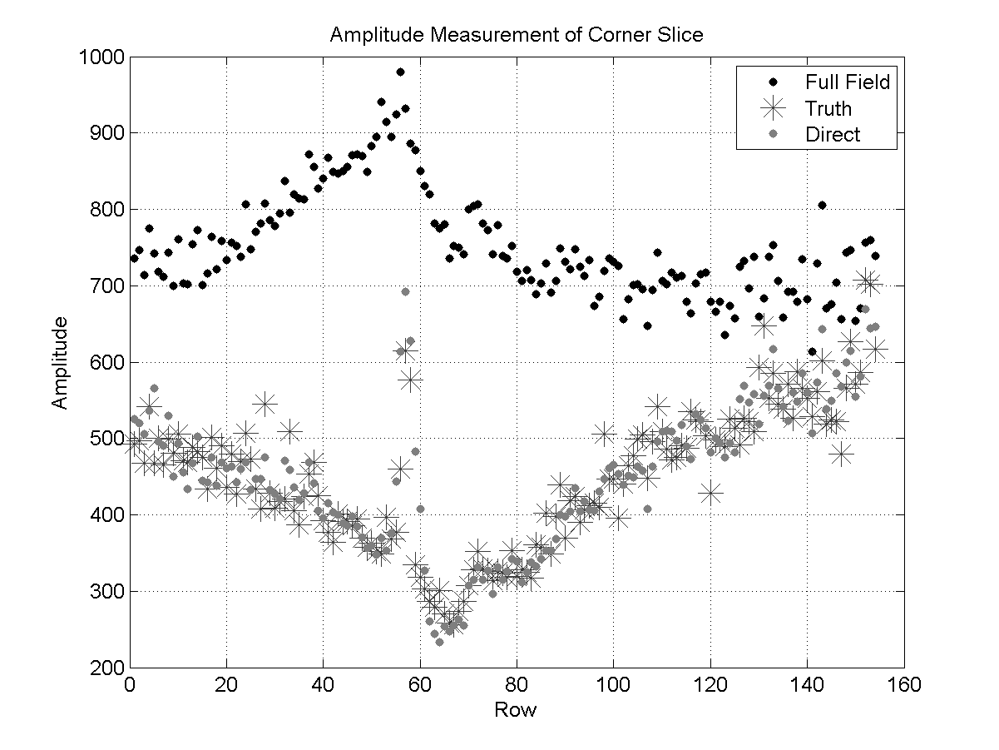 Amplitude Measurement of Corner Slice
1000
900
800
700
600
500
400
300
200
Amplitude
Full Field
Truth
Direct
0 20 40 60 80 100 120 140 160
Row